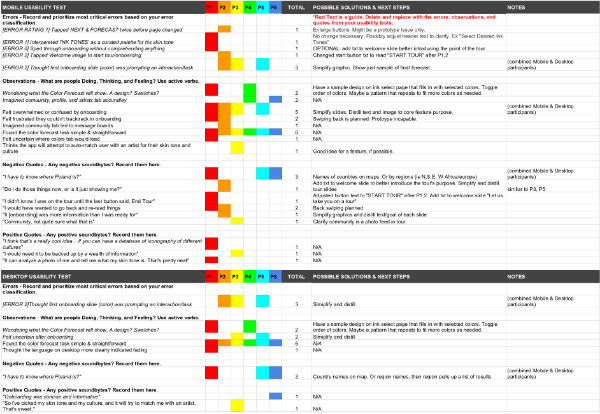 MOBILE USABILITY TEST P1 P2 P3 P4 P5 P6 TOTAL POSSIBLE SOLUTIONS & NEXT STEPS NOTES
Errors - Record and prioritize most critical errors based on your error classification. *Red Text is a guide. Delete and replace with the errors, observations, and quotes from your usability tests.
[ERROR RATING 1] Tapped NEXT & FORECAST twice before page changed 1 Enlarge buttons. Might be a prototype issue only.
[ERROR 1] Interpreted 'INK TONES' as a curated palette for his skin tone 1 No change necessary. Possibly adjust header text to clarify. Ex "Select Desired Ink Tones"
[ERROR 4] Sped through onboarding without comprehending anything 1 OPTIONAL: add txt to welcome slide better introducing the point of the tour
[ERROR 2] Tapped Welcome image to start tour/onboarding 1 Changed start button to to read "START TOUR" after P1,2
[ERROR 3] Thought first onboarding slide (color) was prompting an interaction/task 3 Simplify graphic. Show just sample of final forecast. (combined Mobile & Desktop participants)
Observations - What are people Doing, Thinking, and Feeling? Use active verbs.
Wondering what the Color Forecast will show. A design? Swatches? 2 Have a sample design on ink select page that fills in with selected colors. Toggle order of colors. Maybe a pattern that repeats to fit more colors as needed.
Imagined community, profile, and artists tab accurately 2 N/A
Felt overwhelmed or confused by onboarding 5 Simplify slides. Distill text and image to core feature purpose. (combined Mobile & Desktop participants)
Felt frustrated they couldn't backtrack in onboarding 2 Swiping back is planned. Prototype incapable.
Imagined community tab led to message boards 1 N/A
Found the color forecast task simple & straightforward 6 N/A
Felt uncertain where colors tab would lead 1 N/A
Thinks the app will attempt to auto-match user with an artist for their skin tone and culture 1 Good idea for a feature, if possible.
Negative Quotes - Any negative soundbytes? Record them here.
"I have to know where Poland is?" 3 Names of countries on maps. Or by regions (ie N,S,E, W Africa/europe) (combined Mobile & Desktop participants)
"Do I do those things now, or is it just showing me?" 1 Add txt to welcome slide to better introduce the tour's purpose. Simplify and distill tour slides similar to P3, P5
"I didn't know I was on the tour until the last button said, End Tour" 1 Adjusted button text to "START TOUR" after P1,2. Add txt to welcome slide "Let us take you on a tour"
"I would have wanted to go back and re-read things 1 Back swiping planned
"It [onboarding] was more information than I was ready for" 1 Simplify graphics and distill text/goal of each slide
"Community, not quite sure what that is" 1 Clarify community is a photo feed in tour.
Positive Quotes - Any positive soundbytes? Record them here.
"I think that's a really cool idea... if you can have a database of iconography of different cultures" 1 N/A
"I would need it to be backed up by a wealth of information" 1 N/A
"It can analyze a photo of me and tell me what my skin tone is. That's pretty neat" 1 N/A
DESKTOP USABILITY TEST P1 P2 P3 P4 P5 P6 TOTAL POSSIBLE SOLUTIONS & NEXT STEPS NOTES
Errors - Record and prioritize most critical errors based on your error classification.
[ERROR 3]Thought first onboarding slide (color) was prompting an interaction/task 3 Simplify and distill (combined Mobile & Desktop participants)
Observations - What are people Doing, Thinking, and Feeling? Use active verbs.
Wondering what the Color Forecast will show. A design? Swatches? 2 Have a sample design on ink select page that fills in with selected colors. Toggle order of colors. Maybe a pattern that repeats to fit more colors as needed.
Felt uncertain after onboarding 2 Simplify and distill
Found the color forecast task simple & straightforward 6 N/A
Thought the language on desktop more clearly indicated fading 1 N/A
Negative Quotes - Any negative soundbytes? Record them here.
"I have to know where Poland is?" 3 Country names on map. Or region names, then region pulls up a list of results (combined Mobile & Desktop participants)
Positive Quotes - Any positive soundbytes? Record them here.
"Onboarding was concise and informative" 1 N/A
"So I've picked my skin tone and my culture, and it will try to match me with an artist. That's sweet." 1 N/A